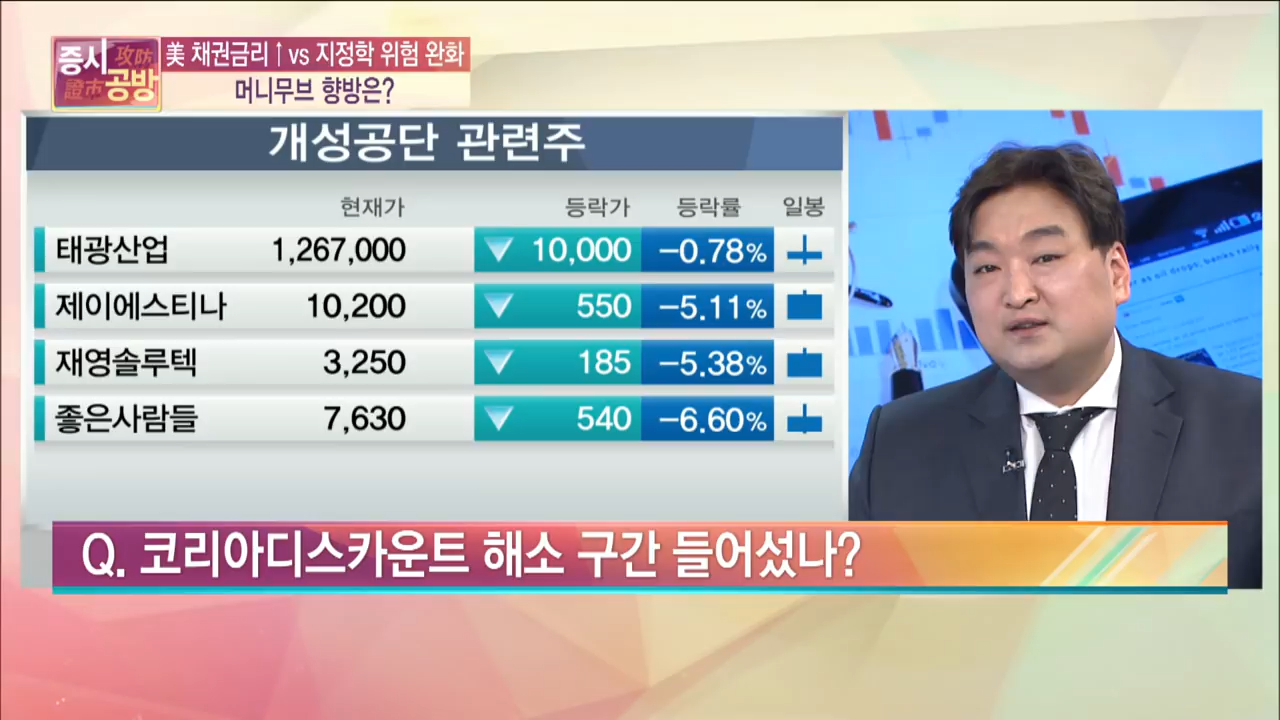 증시 攻防
證市 공방
美 채권금리↑ vs 지정학 위험 완화
머니무브 향방은?
개성공단 관련주
현재가 등락가 등락률 일봉
태광산업 1,267,000 ▼ 10,000 -0.78%
제이에스티나 10,200 ▼ 550 -5.11%
재영솔루텍 3,250 ▼ 185 -5.38%
좋은사람들 7,630 ▼ 540 -6.60%
as oil drops, banks rally
Q. 코리아디스카운트 해소 구간 들어섰나?